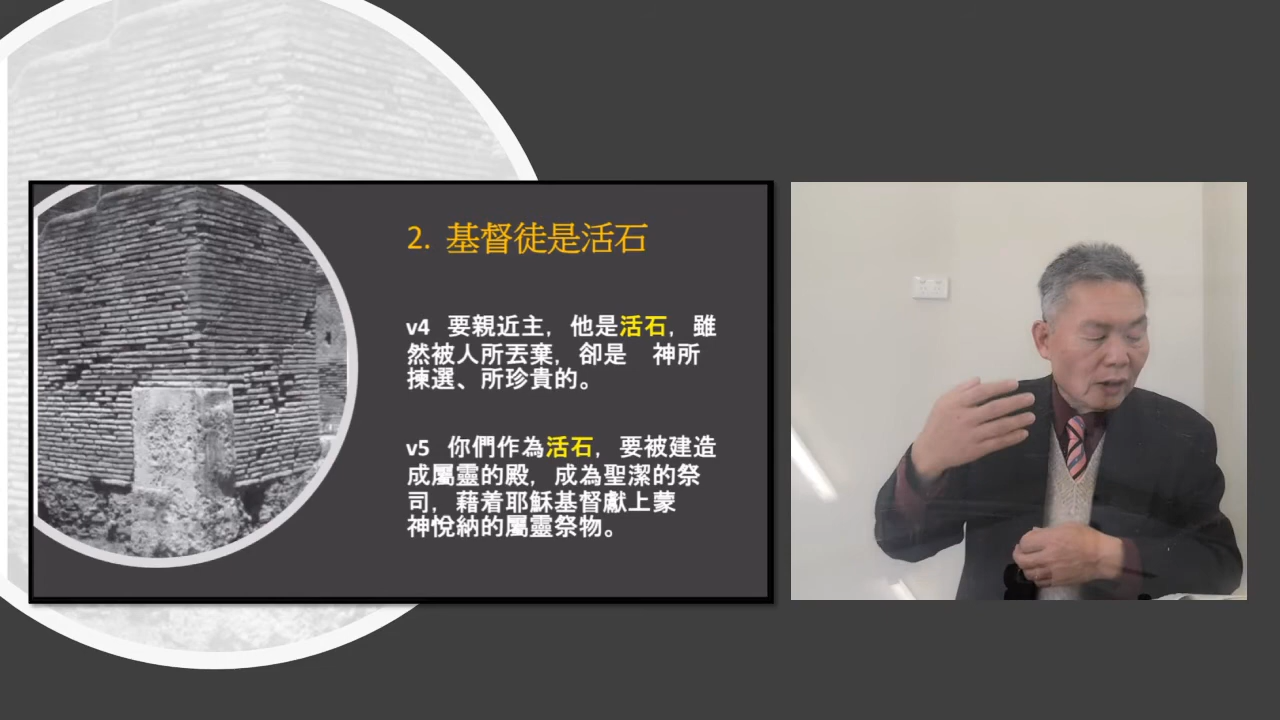 2. 基督徒是活石
v4 要親近主，他是活石，雖
然被人所丟棄，卻是　神所
揀選、所珍貴的。
v5 你們作為活石，要被建造
成屬靈的殿，成為聖潔的祭
司，藉着耶穌基督獻上蒙
神悅納的屬靈祭物。